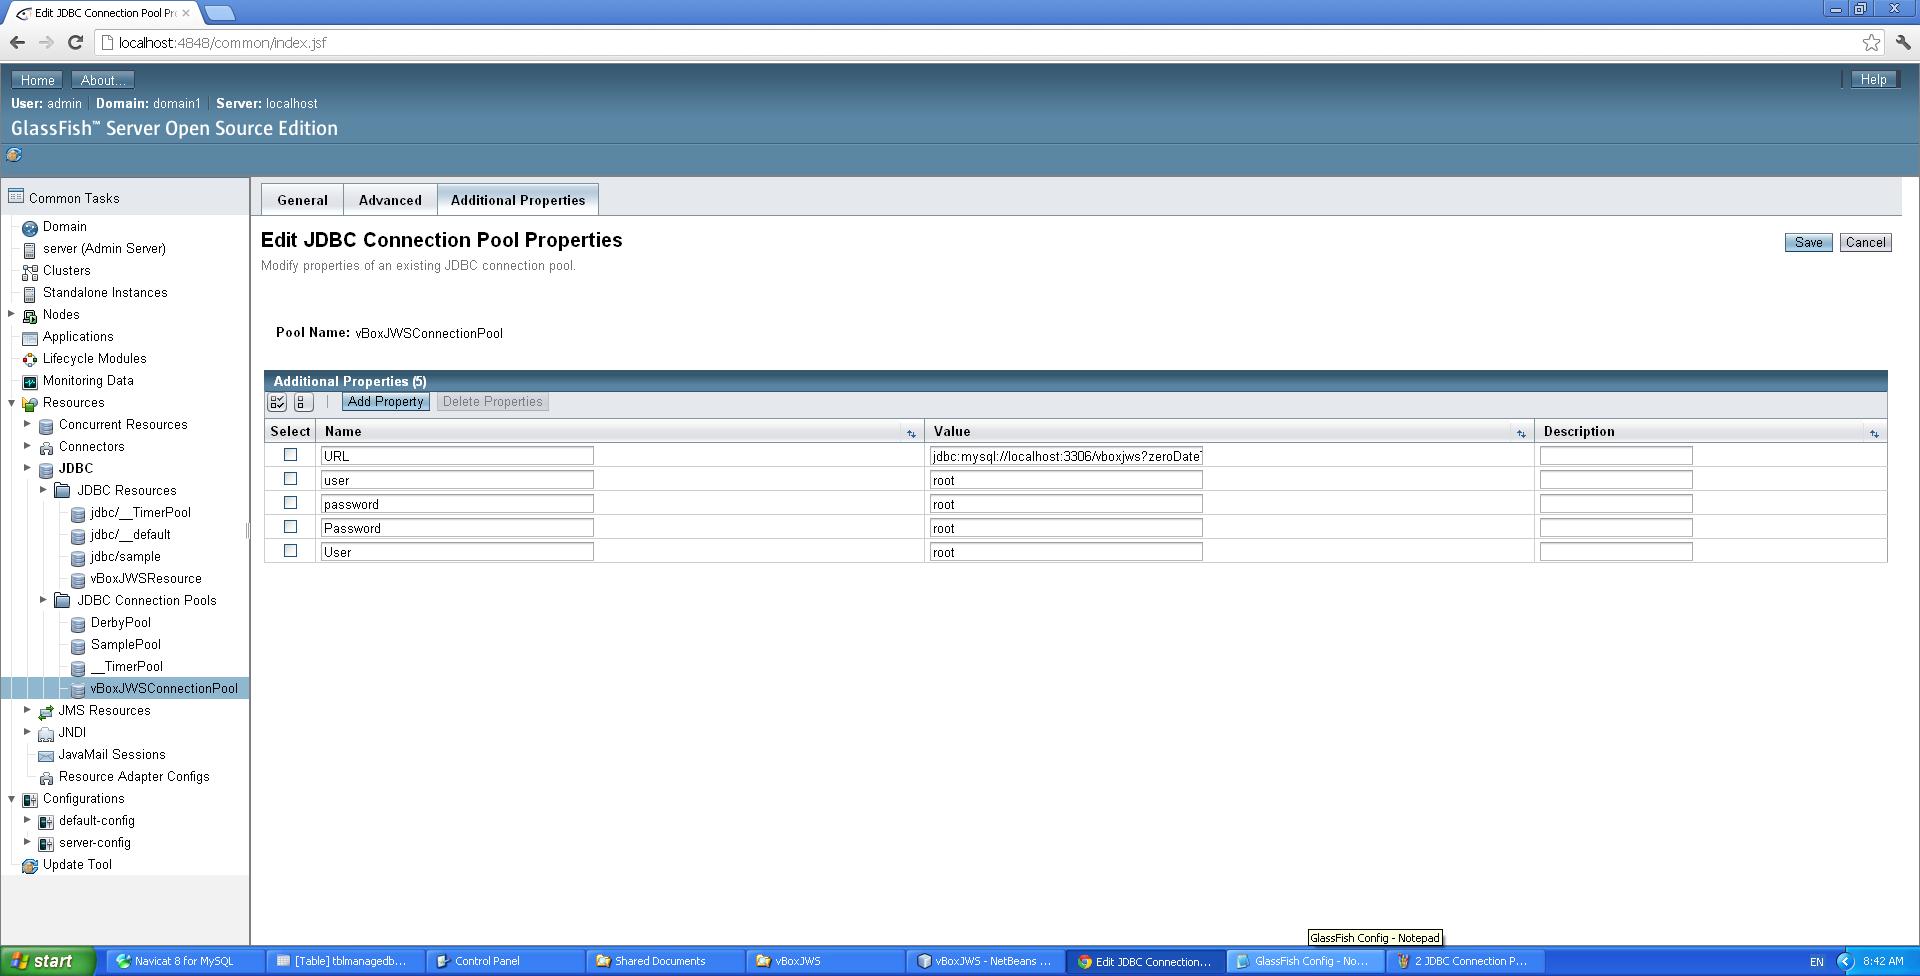 Edit JDBC Connection Pool Pr
localhost:4848/common/index.jsf
Home About... Help
User: admin Domain: domain1 Server: localhost
GlassFish™ Server Open Source Edition
Common Tasks
Domain
server (Admin Server)
Clusters
Standalone Instances
Nodes
Applications
Lifecycle Modules
Monitoring Data
Resources
Concurrent Resources
Connectors
JDBC
JDBC Resources
jdbc/__TimerPool
jdbc/__default
jdbc/sample
vBoxJWSResource
JDBC Connection Pools
DerbyPool
SamplePool
__TimerPool
vBoxJWSConnectionPool
JMS Resources
JNDI
JavaMail Sessions
Resource Adapter Configs
Configurations
default-config
server-config
Update Tool
General Advanced Additional Properties
Edit JDBC Connection Pool Properties
Save Cancel
Modify properties of an existing JDBC connection pool.
Pool Name: vBoxJWSConnectionPool
Additional Properties (5)
Add Property Delete Properties
Select Name Value Description
URL jdbc:mysql://localhost:3306/vboxjws?zeroDate
user root
password root
Password root
User root
GlassFish Config - Notepad
start Navicat 8 for MySQL [Table] tblmanagedb... Control Panel Shared Documents vBoxJWS vBoxJWS - NetBeans ... Edit JDBC Connection... GlassFish Config - No... 2 JDBC Connection P... EN 8:42 AM